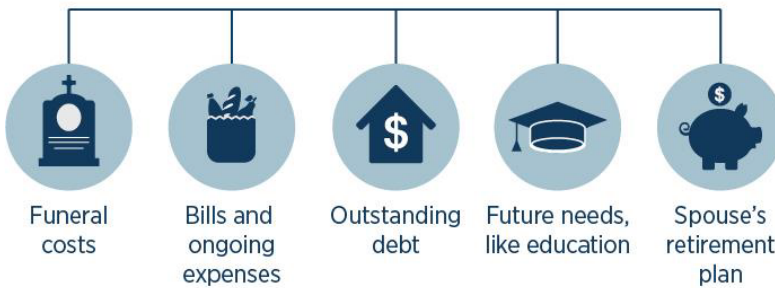 $
$
Funeral
costs
Bills and
ongoing
expenses
Outstanding
debt
Future needs,
like education
Spouse's
retirement
plan